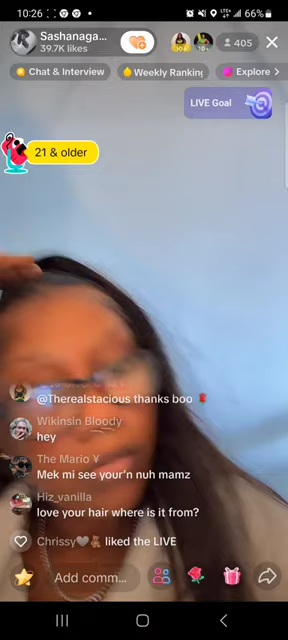 10:26
66%
Sashanaga...
39.7K likes
405
Chat & Interview
Weekly Ranking
Explore >
LIVE Goal
21 & older
@Therealstacious thanks boo
Wikinsin Bloody
hey
The Mario ¥
Mek mi see your'n nuh mamz
Hiz_vanilla
love your hair where is it from?
Chrissy🩶🧸 liked the LIVE
Add comm...